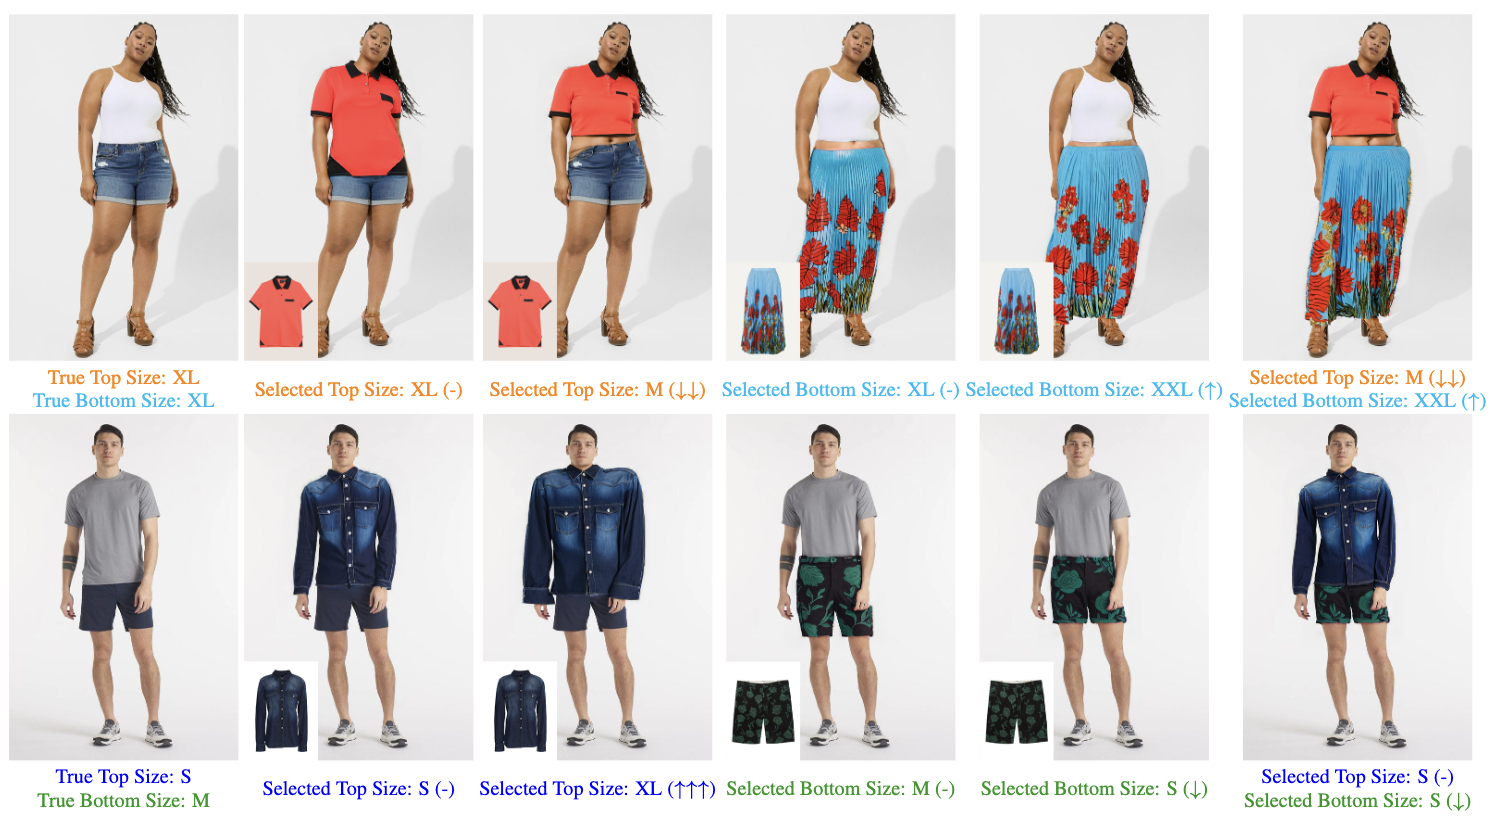 True Top Size: XL
True Bottom Size: XL
Selected Top Size: XL (-)
Selected Top Size: M (↓↓)
Selected Bottom Size: XL (-)
Selected Bottom Size: XXL (↑)
Selected Top Size: M (↓↓)
Selected Bottom Size: XXL (↑)
True Top Size: S
True Bottom Size: M
Selected Top Size: S (-)
Selected Top Size: XL (↑↑↑)
Selected Bottom Size: M (-)
Selected Bottom Size: S (↓)
Selected Top Size: S (-)
Selected Bottom Size: S (↓)